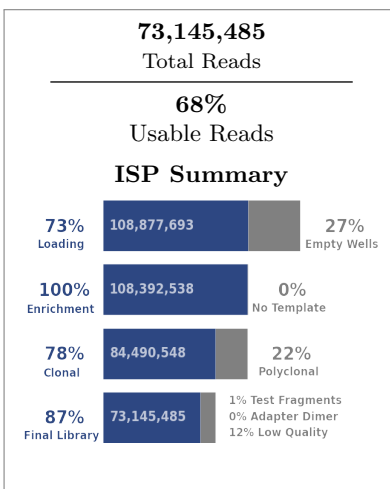 73,145,485
Total Reads
68%
Usable Reads
ISP Summary
73%
Loading
108,877,693
27%
Empty Wells
100%
Enrichment
108,392,538
0%
No Template
78%
Clonal
84,490,548
22%
Polyclonal
87%
Final Library
73,145,485
1% Test Fragments
0% Adapter Dimer
12% Low Quality